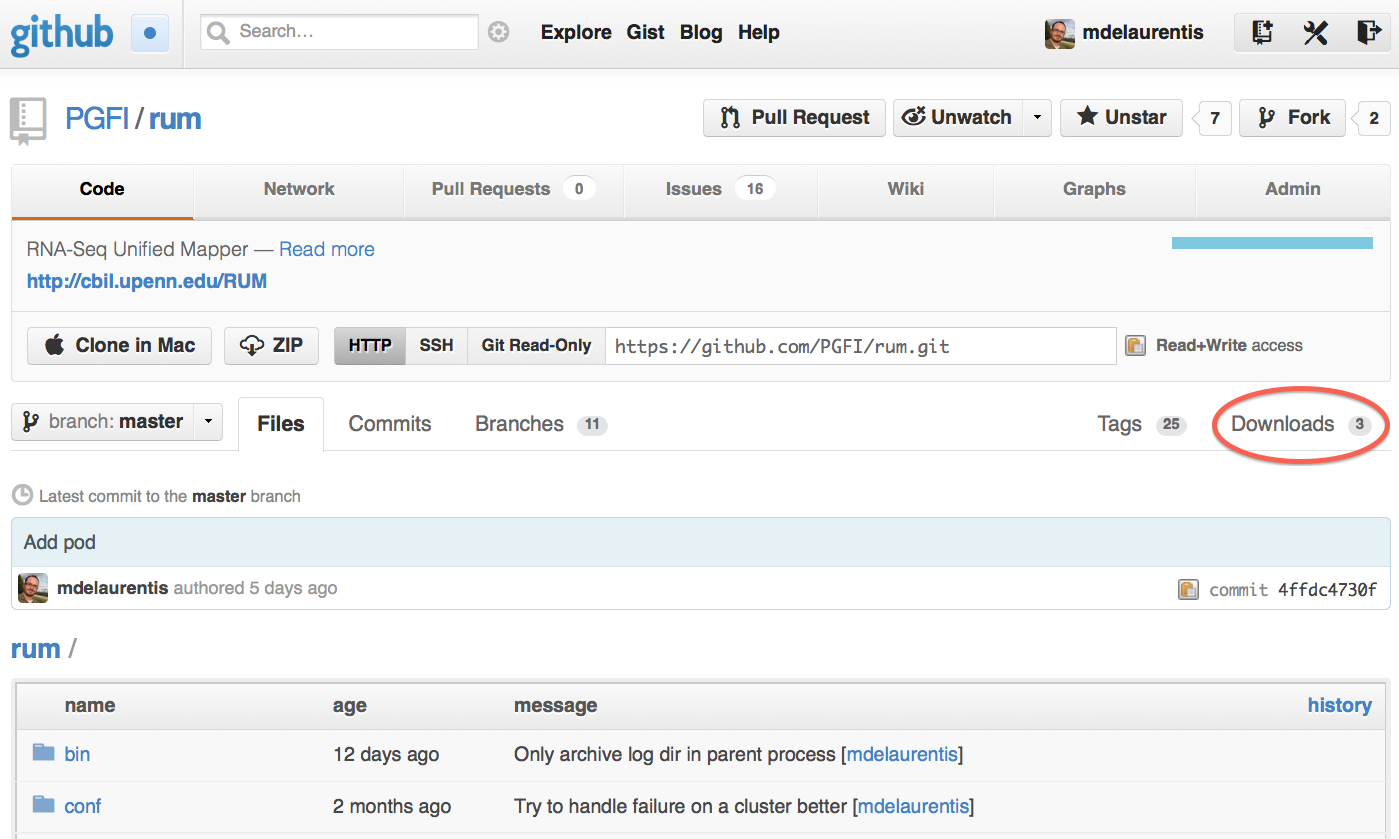 github Search... Explore Gist Blog Help mdelaurentis
PGFI / rum Pull Request Unwatch Unstar 7 Fork 2
Code Network Pull Requests 0 Issues 16 Wiki Graphs Admin
RNA-Seq Unified Mapper — Read more
http://cbil.upenn.edu/RUM
Clone in Mac ZIP HTTP SSH Git Read-Only https://github.com/PGFI/rum.git Read+Write access
branch: master Files Commits Branches 11 Tags 25 Downloads 3
Latest commit to the master branch
Add pod
mdelaurentis authored 5 days ago commit 4ffdc4730f
rum /
name age message history
bin 12 days ago Only archive log dir in parent process [mdelaurentis]
conf 2 months ago Try to handle failure on a cluster better [mdelaurentis]